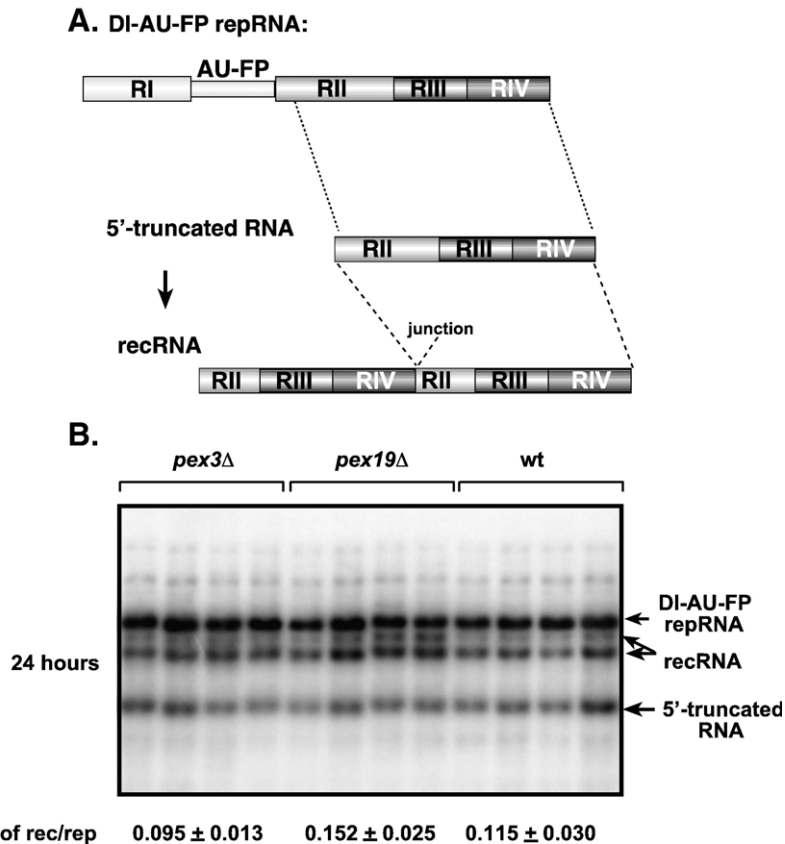 A. DI-AU-FP repRNA:
AU-FP
RI RII RIII RIV
5'-truncated RNA
RII RIII RIV
junction
recRNA
RII RIII RIV RII RIII RIV
B.
pex3Δ pex19Δ wt
DI-AU-FP
repRNA
24 hours
recRNA
5'-truncated
RNA
of rec/rep 0.095 ± 0.013 0.152 ± 0.025 0.115 ± 0.030